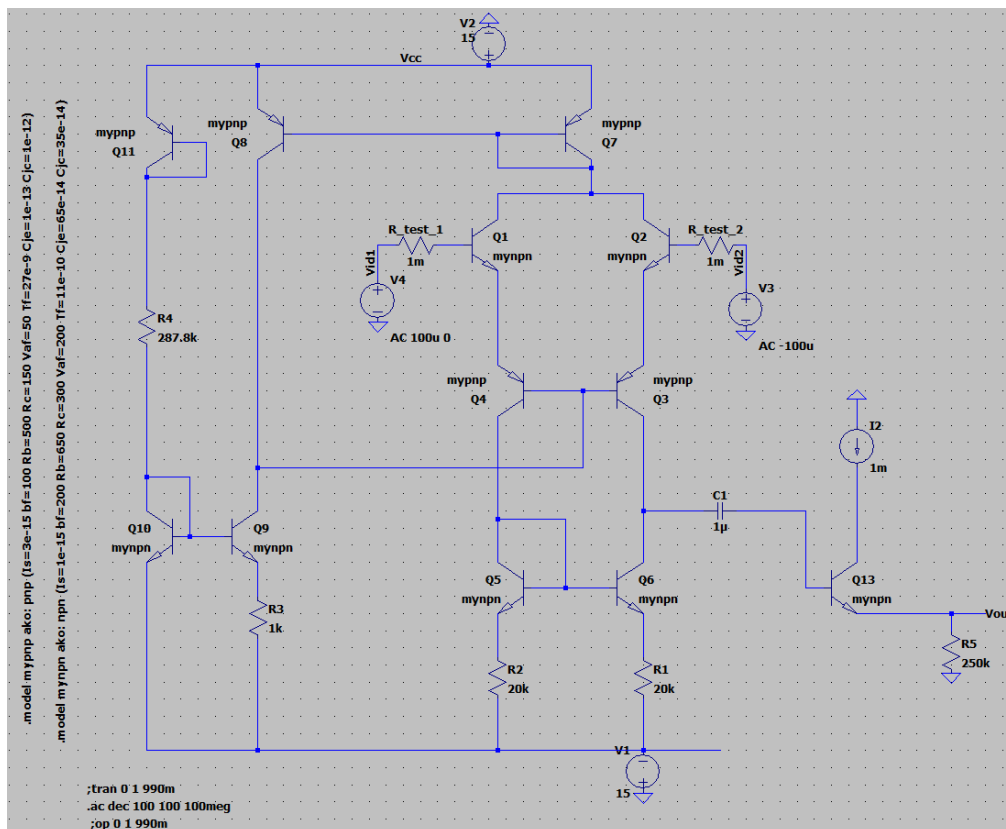 V2
15
Vcc
mypnp
Q11
mypnp
Q8
mypnp
Q7
R_test_1
1m
Q1
mynpn
Q2
mynpn
R_test_2
1m
Vid1
V4
AC 100u 0
Vid2
V3
AC -100u
R4
287.8k
mypnp
Q4
mypnp
Q3
I2
1m
C1
1µ
Q10
mynpn
Q9
mynpn
Q5
mynpn
Q6
mynpn
Q13
mynpn
Vou
R3
1k
R2
20k
R1
20k
R5
250k
V1
15
.model mypnp ako: pnp (Is=3e-15 bf=100 Rb=500 Rc=150 Vaf=50 Tf=27e-9 Cje=1e-13 Cjc=1e-12)
.model mynpn ako: npn (Is=1e-15 bf=200 Rb=650 Rc=300 Vaf=200 Tf=11e-10 Cje=65e-14 Cjc=35e-14)
;tran 0 1 990m
.ac dec 100 100 100meg
;op 0 1 990m